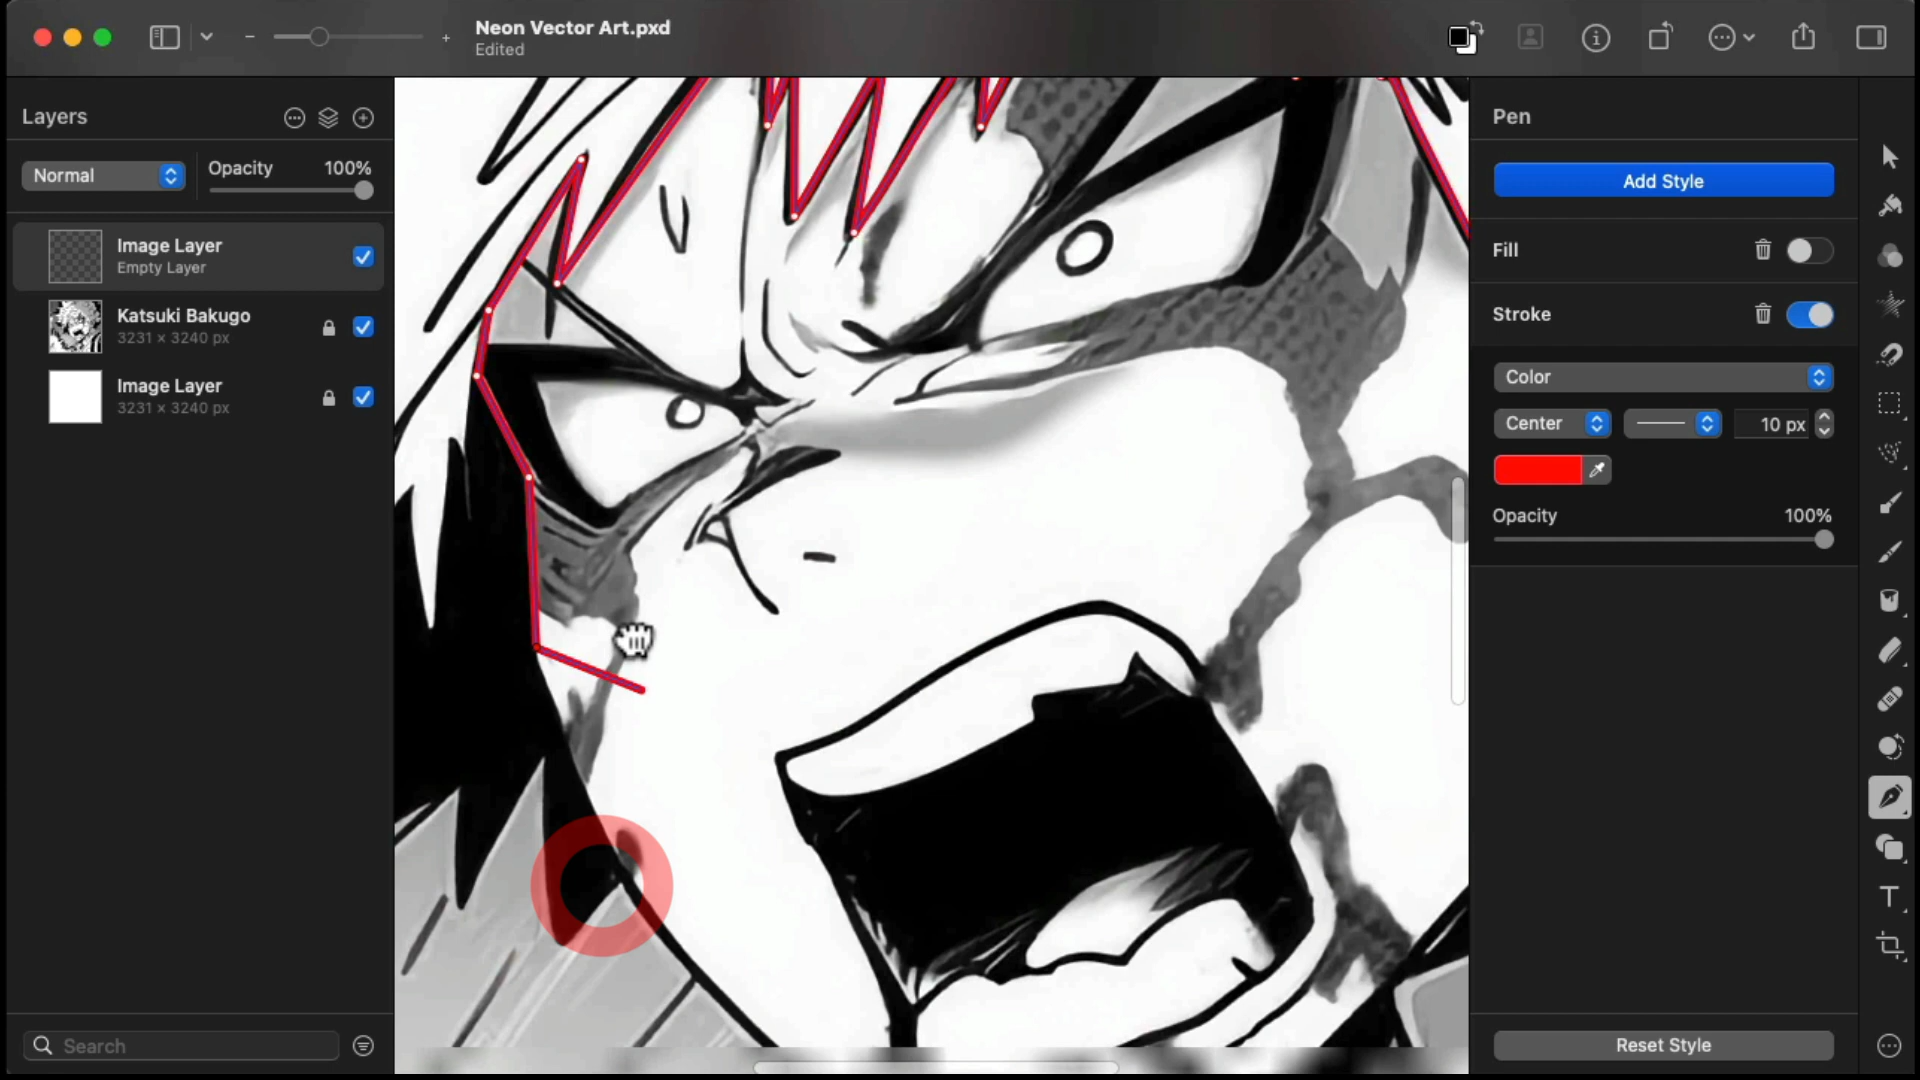 Neon Vector Art.pxd
Edited
Layers
Normal
Opacity
100%
Image Layer
Empty Layer
Katsuki Bakugo
3231 × 3240 px
Image Layer
3231 × 3240 px
Search
Pen
Add Style
Fill
Stroke
Color
Center
10 px
Opacity
100%
Reset Style